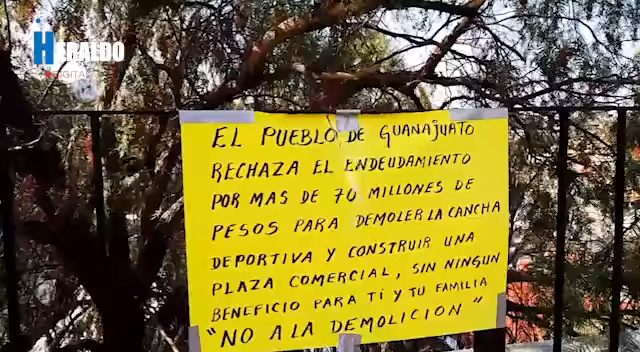 HERALDO
DIGITAL
EL PUEBLO DE GUANAJUATO
RECHAZA EL ENDEUDAMIENTO
POR MAS DE 70 MILLONES DE
PESOS PARA DEMOLER LA CANCHA
DEPORTIVA Y CONSTRUIR UNA
PLAZA COMERCIAL, SIN NINGUN
BENEFICIO PARA TÍ Y TU FAMILIA
"NO A LA DEMOLICION"